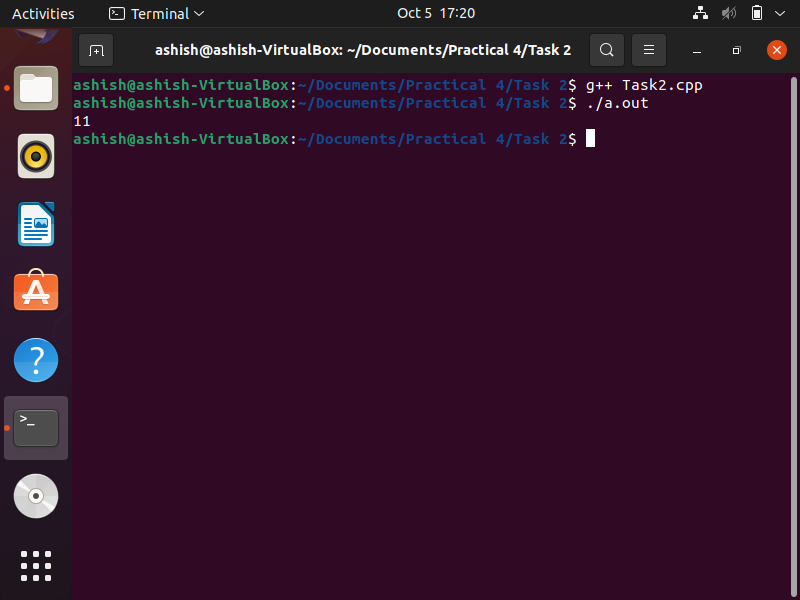 Activities
Terminal
Oct 5 17:20
ashish@ashish-VirtualBox: ~/Documents/Practical 4/Task 2
ashish@ashish-VirtualBox:~/Documents/Practical 4/Task 2$ g++ Task2.cpp
ashish@ashish-VirtualBox:~/Documents/Practical 4/Task 2$ ./a.out
11
ashish@ashish-VirtualBox:~/Documents/Practical 4/Task 2$